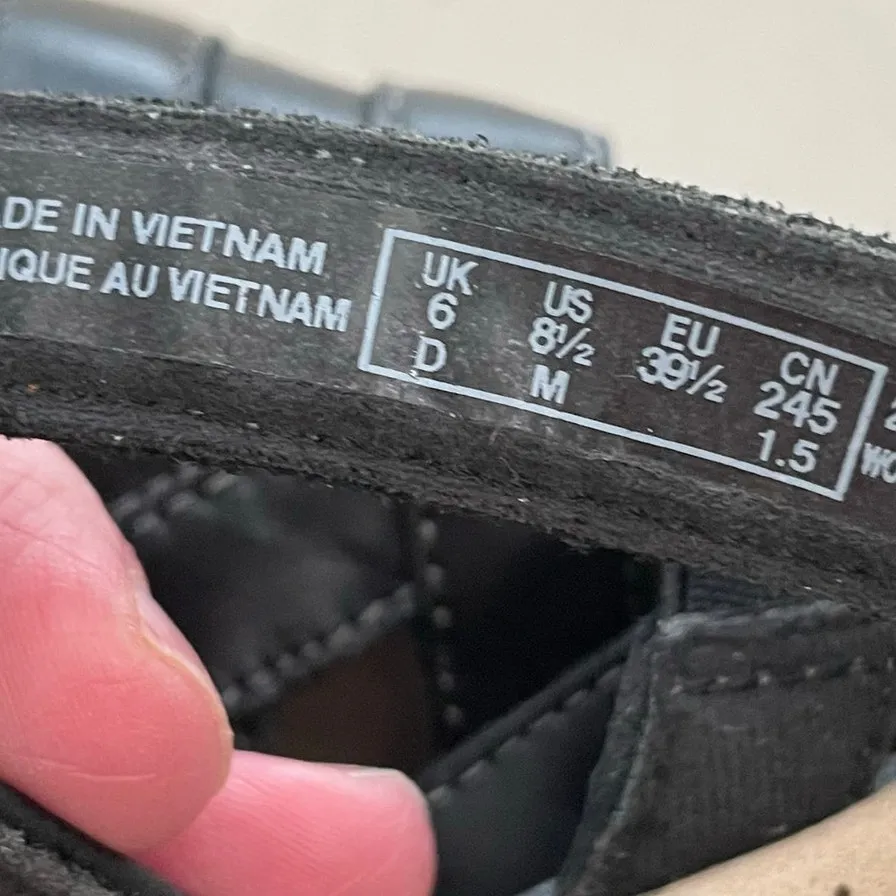 DE IN VIETNAM
IQUE AU VIETNAM
UK US EU CN
6 8½ 39½ 245
D M 1.5